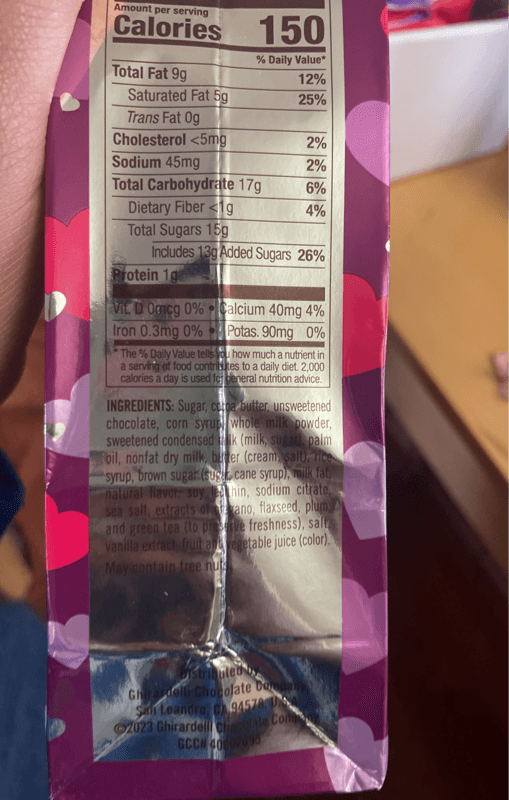 Amount per serving
Calories 150
% Daily Value*
Total Fat 9g 12%
Saturated Fat 5g 25%
Trans Fat 0g
Cholesterol <5mg 2%
Sodium 45mg 2%
Total Carbohydrate 17g 6%
Dietary Fiber <1g 4%
Total Sugars 15g
Includes 13g Added Sugars 26%
Protein 1g
Vit. D 0mcg 0% • Calcium 40mg 4%
Iron 0.3mg 0% • Potas. 90mg 0%
* The % Daily Value tells you how much a nutrient in
a serving of food contributes to a daily diet. 2,000
calories a day is used for general nutrition advice.
INGREDIENTS: Sugar, cocoa butter, unsweetened
chocolate, corn syrup, whole milk powder,
sweetened condensed milk (milk, sugar), palm
oil, nonfat dry milk, butter (cream, salt), rice
syrup, brown sugar (sugar, cane syrup), milk fat,
natural flavor, soy lecithin, sodium citrate,
sea salt, extracts of oregano, flaxseed, plum,
and green tea (to preserve freshness), salt,
vanilla extract, fruit and vegetable juice (color).
May contain tree nuts.
Distributed by
Ghirardelli Chocolate Company
San Leandro, CA 94578 U.S.A.
©2023 Ghirardelli Chocolate Company
GCC#